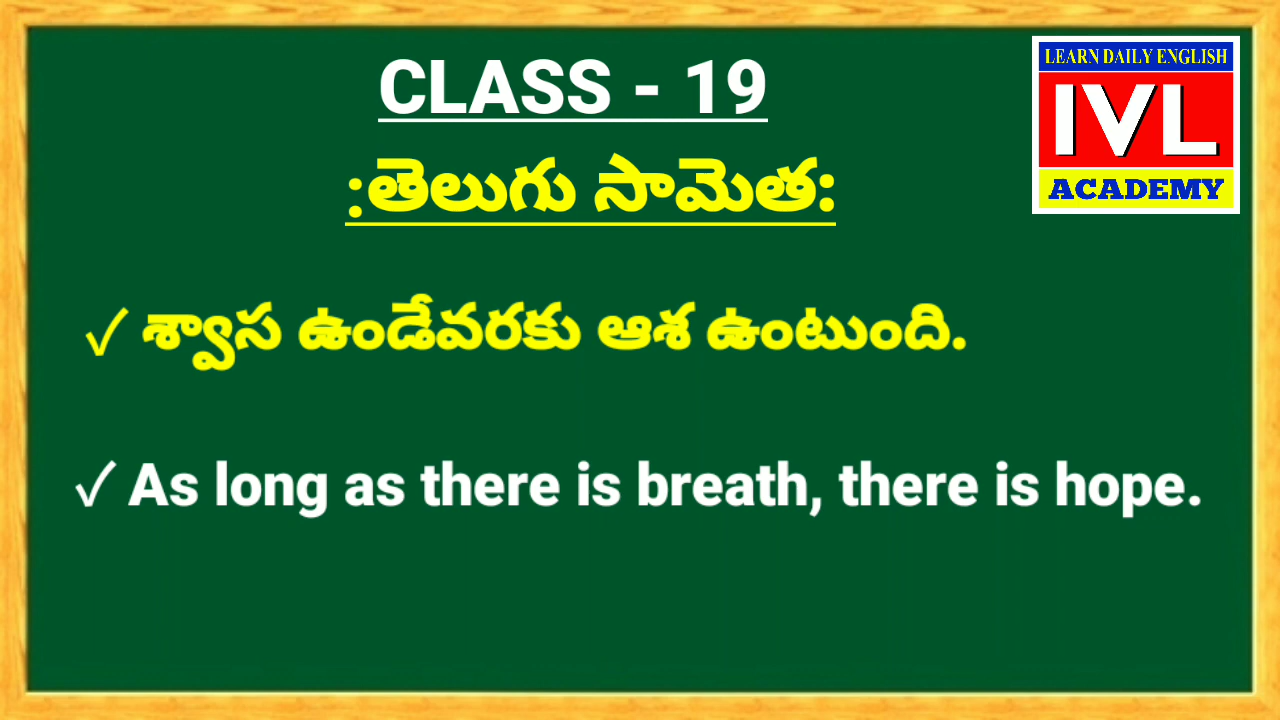 CLASS - 19
LEARN DAILY ENGLISH
IVL
ACADEMY
:తెలుగు సామెత:
✓ శ్వాస ఉండేవరకు ఆశ ఉంటుంది.
✓ As long as there is breath, there is hope.